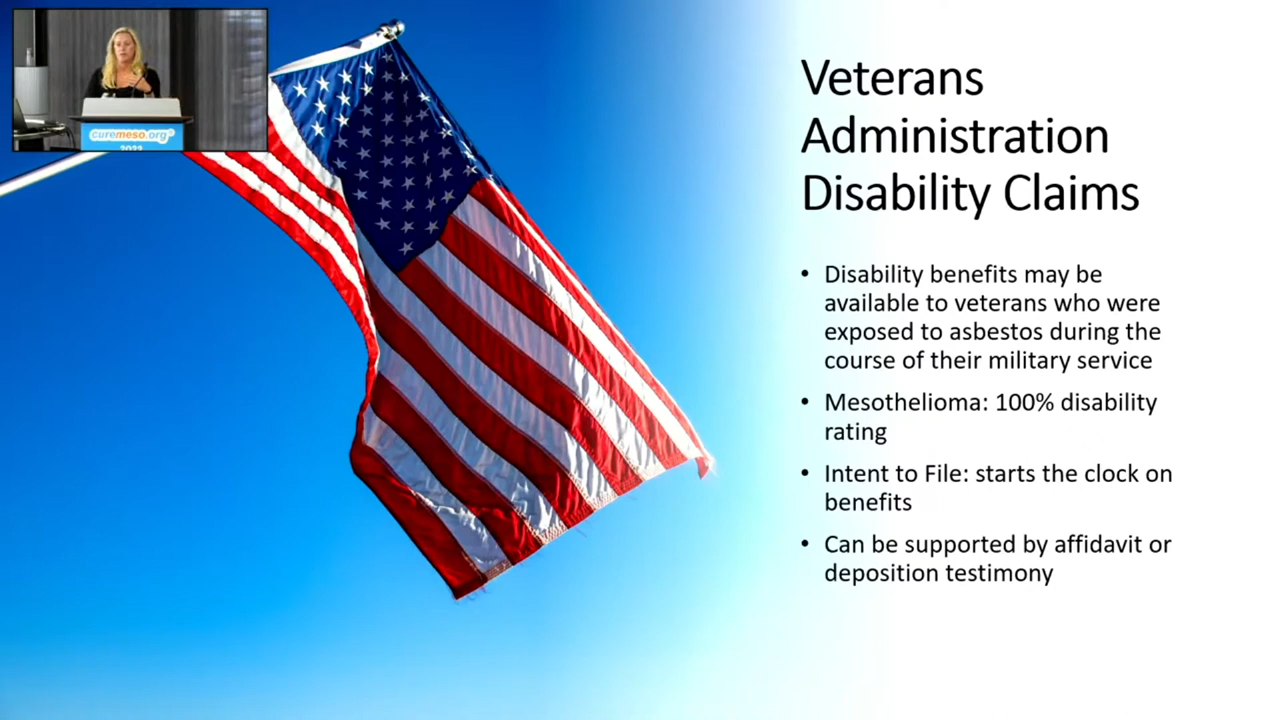 curemeso.org
2022
Veterans
Administration
Disability Claims
• Disability benefits may be
available to veterans who were
exposed to asbestos during the
course of their military service
• Mesothelioma: 100% disability
rating
• Intent to File: starts the clock on
benefits
• Can be supported by affidavit or
deposition testimony